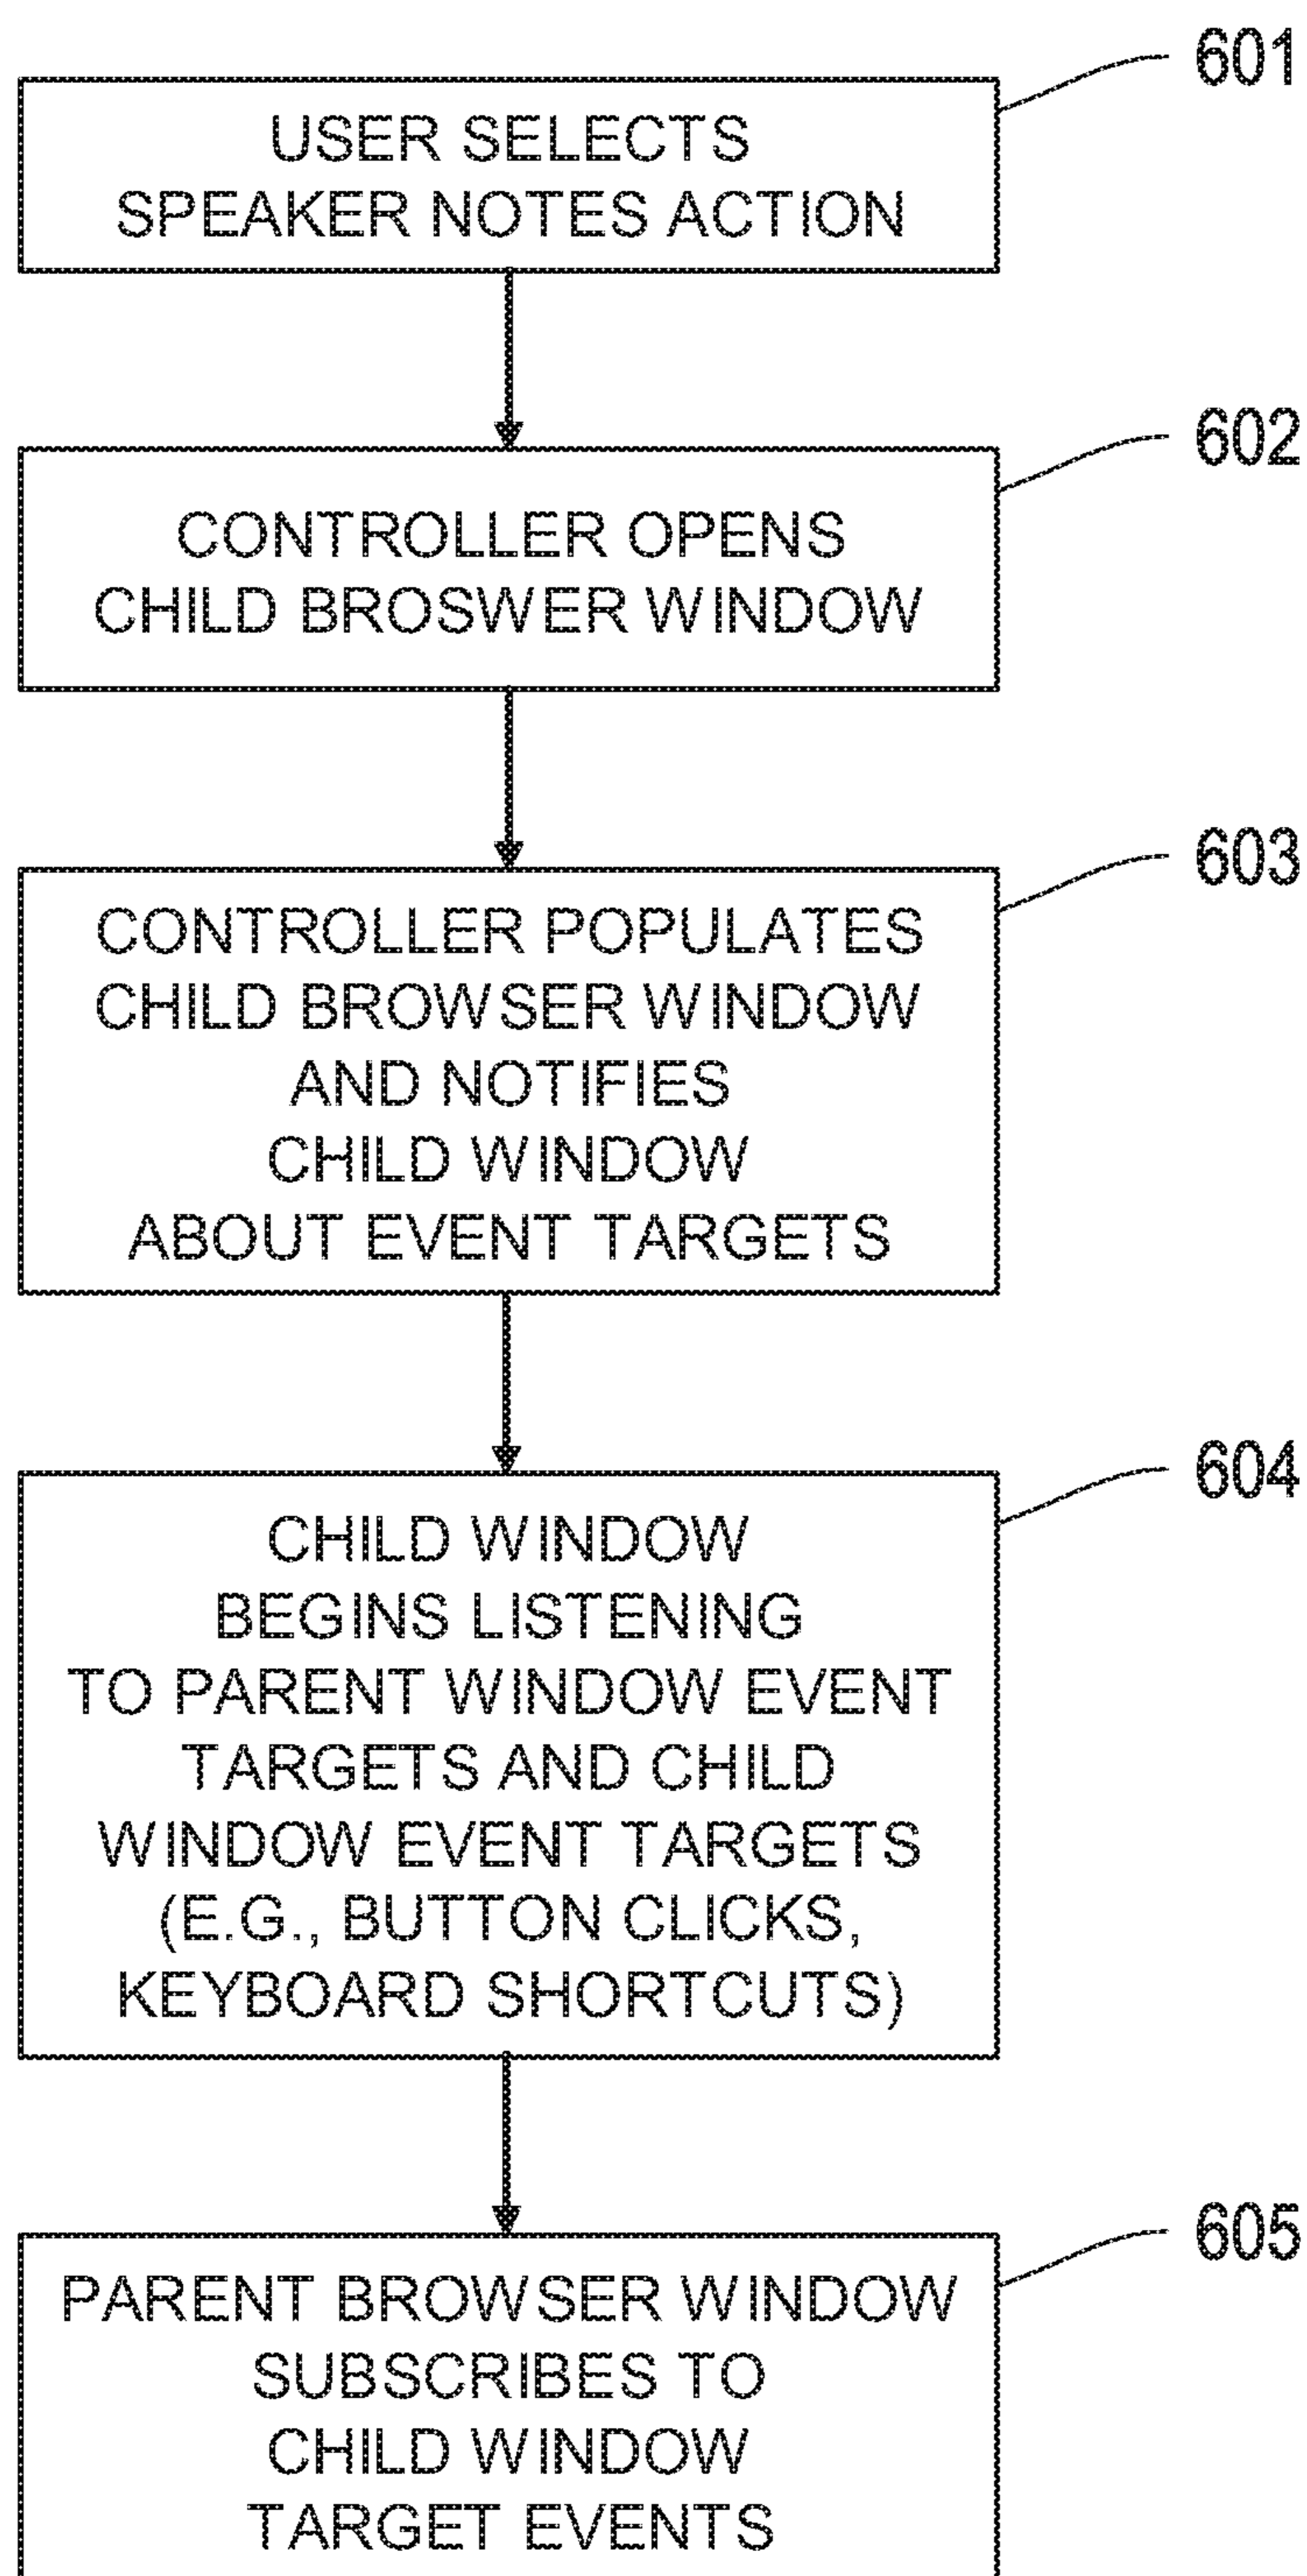 601
USER SELECTS
SPEAKER NOTES ACTION
602
CONTROLLER OPENS
CHILD BROSWER WINDOW
603
CONTROLLER POPULATES
CHILD BROWSER WINDOW
AND NOTIFIES
CHILD WINDOW
ABOUT EVENT TARGETS
604
CHILD WINDOW
BEGINS LISTENING
TO PARENT WINDOW EVENT
TARGETS AND CHILD
WINDOW EVENT TARGETS
(E.G., BUTTON CLICKS,
KEYBOARD SHORTCUTS)
605
PARENT BROWSER WINDOW
SUBSCRIBES TO
CHILD WINDOW
TARGET EVENTS